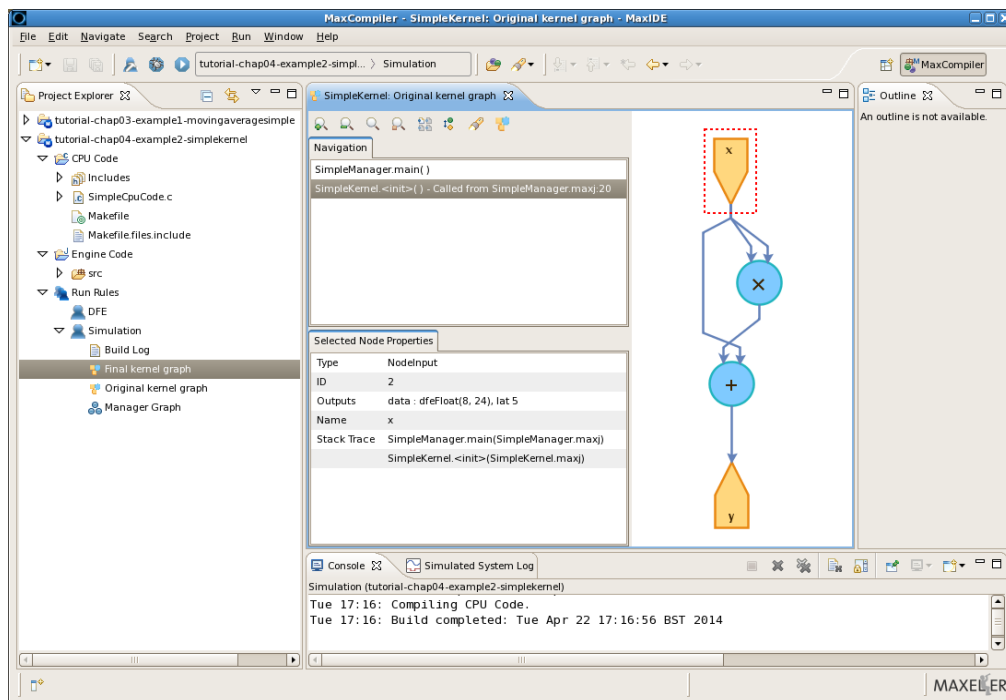 MaxCompiler - SimpleKernel: Original kernel graph - MaxIDE
File Edit Navigate Search Project Run Window Help
tutorial-chap04-example2-simpl... > Simulation
MaxCompiler
Project Explorer
tutorial-chap03-example1-movingaveragesimple
tutorial-chap04-example2-simplekernel
CPU Code
Includes
SimpleCpuCode.c
Makefile
Makefile.files.include
Engine Code
src
Run Rules
DFE
Simulation
Build Log
Final kernel graph
Original kernel graph
Manager Graph
SimpleKernel: Original kernel graph
Navigation
SimpleManager.main( )
SimpleKernel.<init>( ) - Called from SimpleManager.maxj:20
Selected Node Properties
Type NodeInput
ID 2
Outputs data : dfeFloat(8, 24), lat 5
Name x
Stack Trace SimpleManager.main(SimpleManager.maxj)
SimpleKernel.<init>(SimpleKernel.maxj)
x
×
+
y
Outline
An outline is not available.
Console Simulated System Log
Simulation (tutorial-chap04-example2-simplekernel)
Tue 17:16: Compiling CPU Code.
Tue 17:16: Build completed: Tue Apr 22 17:16:56 BST 2014
MAXELER